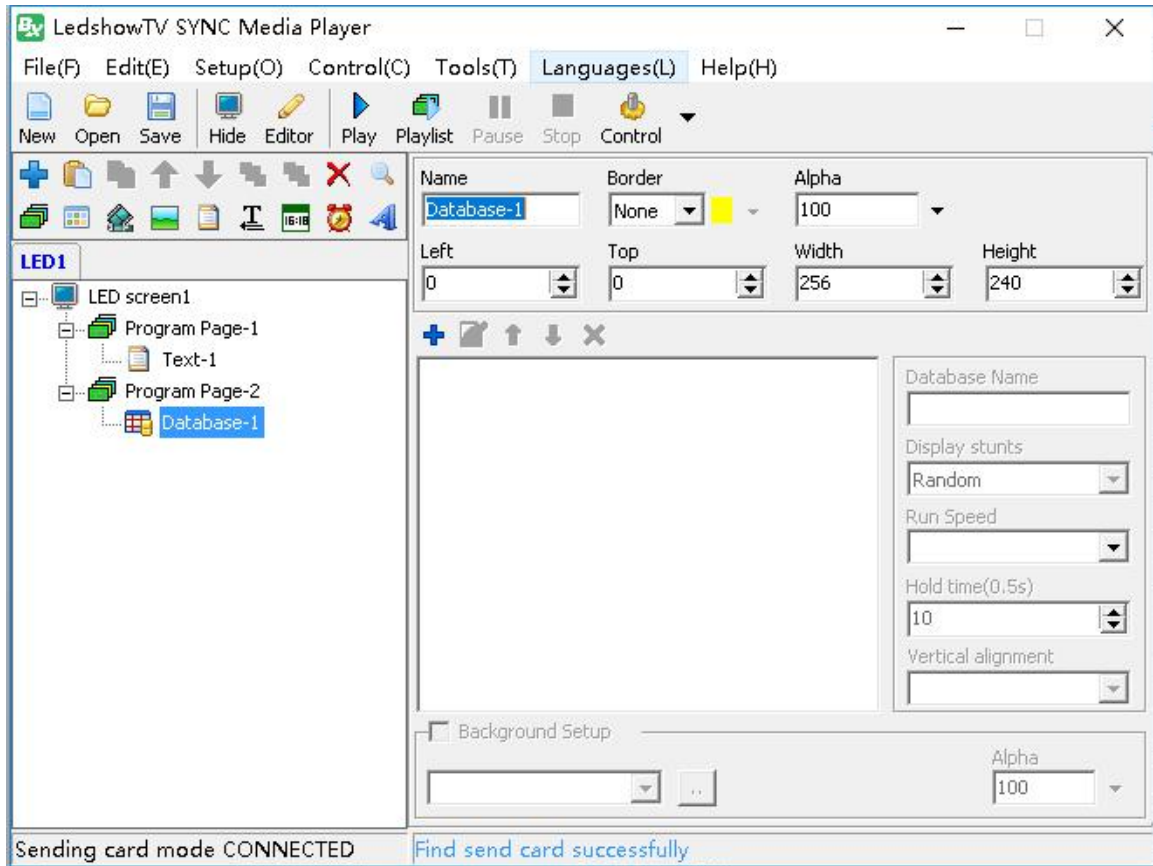 LedshowTV SYNC Media Player
File(F) Edit(E) Setup(O) Control(C) Tools(T) Languages(L) Help(H)
New Open Save Hide Editor Play Playlist Pause Stop Control
16:18
LED1
LED screen1
Program Page-1
Text-1
Program Page-2
Database-1
Name Border Alpha
Database-1 None 100
Left Top Width Height
0 0 256 240
Database Name
Display stunts
Random
Run Speed
Hold time(0.5s)
10
Vertical alignment
Background Setup
Alpha
.. 100
Sending card mode CONNECTED Find send card successfully